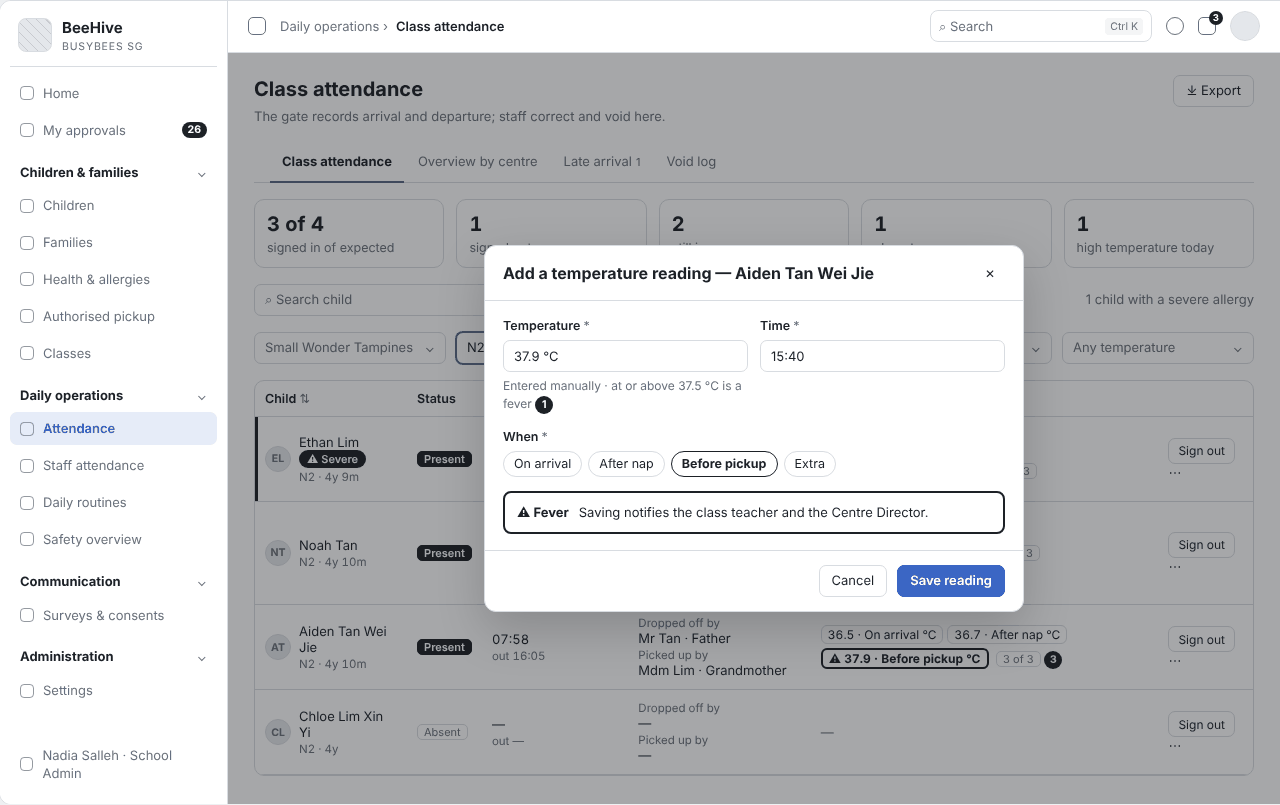 BeeHive
BUSYBEES SG
Daily operations › Class attendance
Search
Ctrl K
3
Home
My approvals
26
Children & families
Children
Families
Health & allergies
Authorised pickup
Classes
Daily operations
Attendance
Staff attendance
Daily routines
Safety overview
Communication
Surveys & consents
Administration
Settings
Nadia Salleh · School
Admin
Class attendance
Export
The gate records arrival and departure; staff correct and void here.
Class attendance
Overview by centre
Late arrival 1
Void log
3 of 4
signed in of expected
1
2
1
1
high temperature today
Search child
1 child with a severe allergy
Small Wonder Tampines
N2
Any temperature
Child
Status
EL
Ethan Lim
Severe
N2 · 4y 9m
Present
3
Sign out
...
NT
Noah Tan
N2 · 4y 10m
Present
3
Sign out
...
AT
Aiden Tan Wei
Jie
N2 · 4y 10m
Present
07:58
out 16:05
Dropped off by
Mr Tan · Father
Picked up by
Mdm Lim · Grandmother
36.5 · On arrival °C
36.7 · After nap °C
37.9 · Before pickup °C
3 of 3
3
Sign out
...
CL
Chloe Lim Xin
Yi
N2 · 4y
Absent
—
out —
Dropped off by
—
Picked up by
—
—
Sign out
...
Add a temperature reading — Aiden Tan Wei Jie
×
Temperature *
Time *
37.9 °C
15:40
Entered manually · at or above 37.5 °C is a
fever 1
When *
On arrival
After nap
Before pickup
Extra
Fever Saving notifies the class teacher and the Centre Director.
Cancel
Save reading